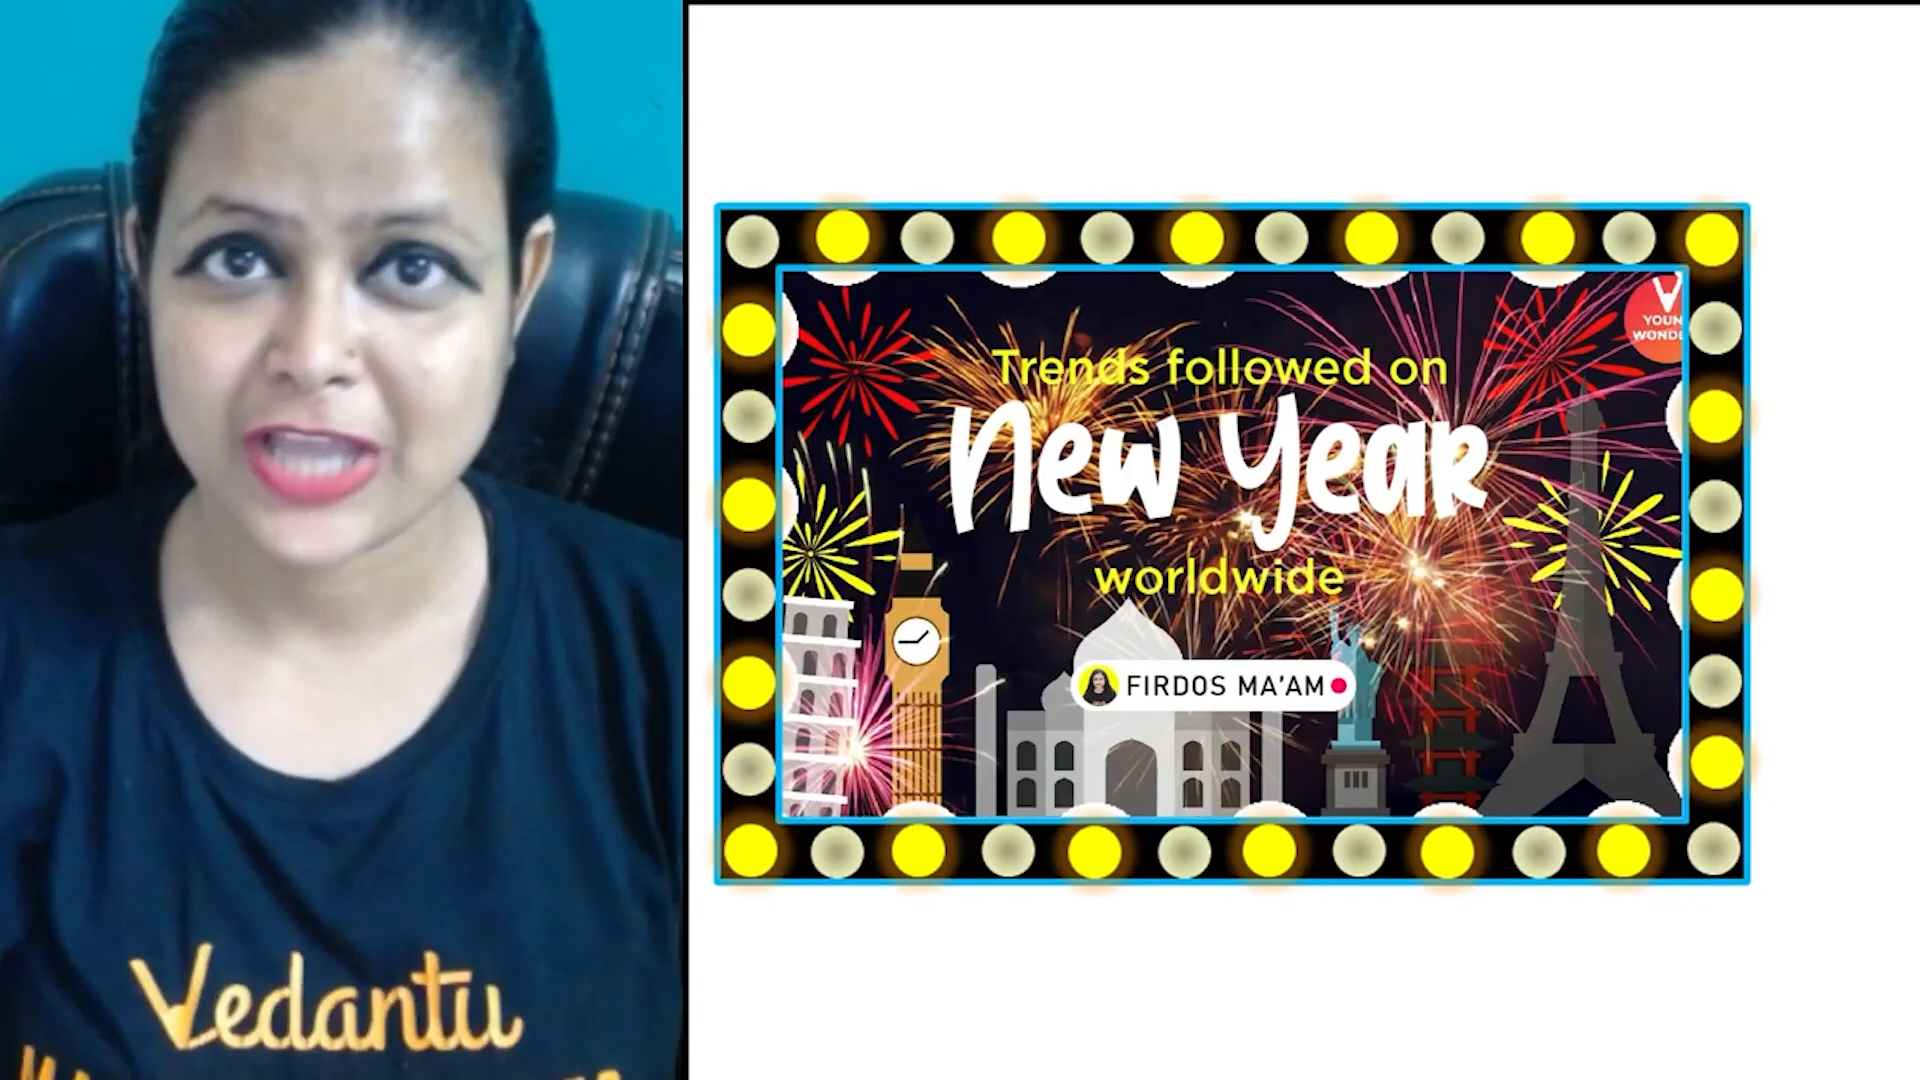 Trends followed on
New Year
worldwide
FIRDOS MA'AM
Vedantu